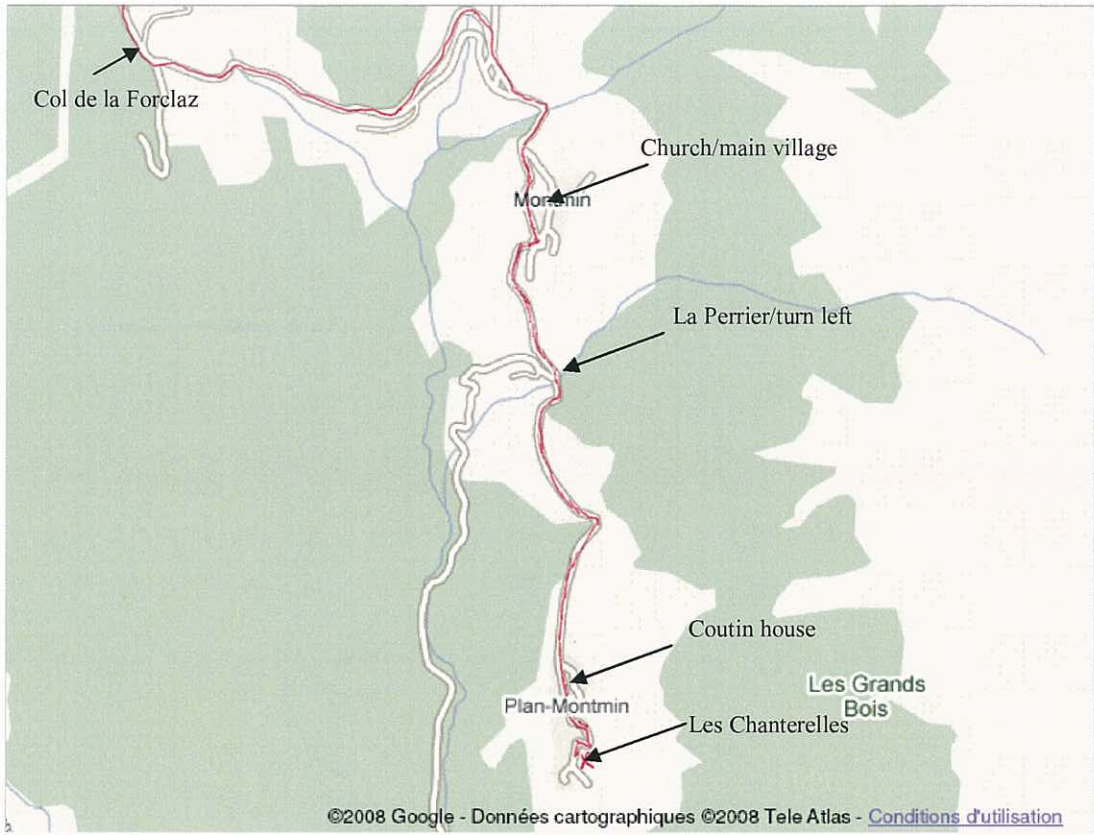 Col de la Forclaz
Church/main village
Montmin
La Perrier/turn left
Coutin house
Les Grands
Bois
Plan-Montmin
Les Chanterelles
©2008 Google - Données cartographiques ©2008 Tele Atlas - Conditions d'utilisation